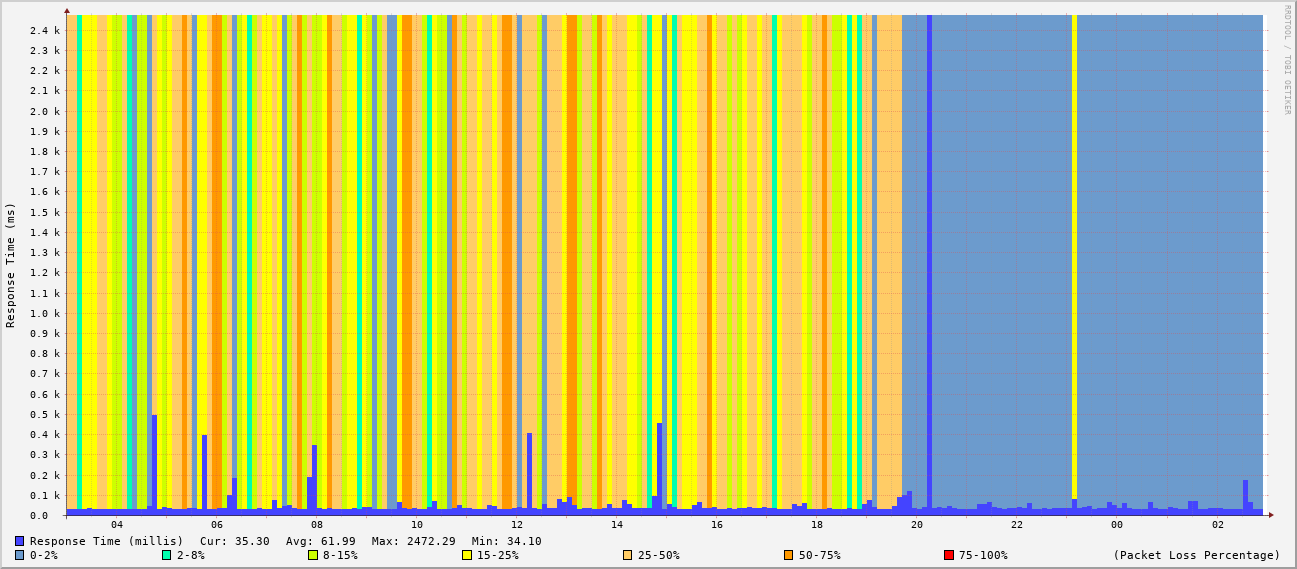 2.4 k
2.3 k
2.2 k
2.1 k
2.0 k
1.9 k
1.8 k
1.7 k
1.6 k
1.5 k
1.4 k
1.3 k
1.2 k
1.1 k
1.0 k
0.9 k
0.8 k
0.7 k
0.6 k
0.5 k
0.4 k
0.3 k
0.2 k
0.1 k
0.0
Response Time (ms)
RRDTOOL / TOBI OETIKER
04 06 08 10 12 14 16 18 20 22 00 02
Response Time (millis) Cur: 35.30 Avg: 61.99 Max: 2472.29 Min: 34.10
0-2% 2-8% 8-15% 15-25% 25-50% 50-75% 75-100% (Packet Loss Percentage)